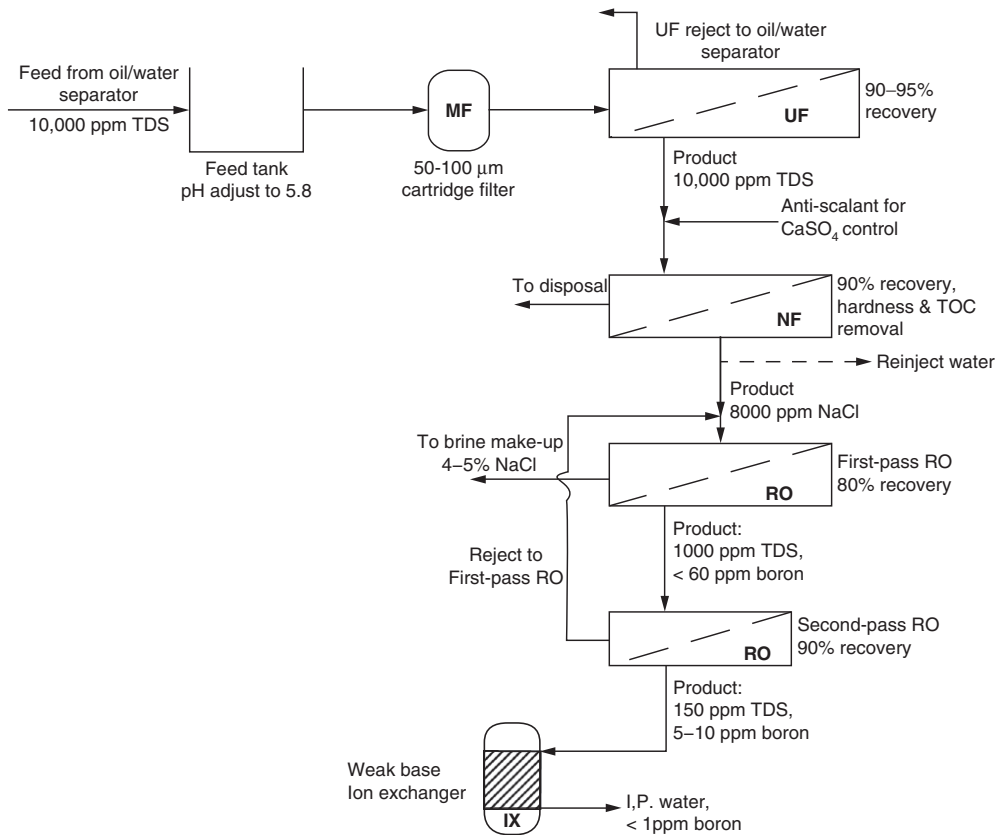 UF reject to oil/water
separator
Feed from oil/water
separator
10,000 ppm TDS
MF
UF
90–95%
recovery
Feed tank
pH adjust to 5.8
50-100 μm
cartridge filter
Product
10,000 ppm TDS
Anti-scalant for
CaSO4 control
To disposal
NF
90% recovery,
hardness & TOC
removal
Reinject water
Product
8000 ppm NaCl
To brine make-up
4–5% NaCl
RO
First-pass RO
80% recovery
Product:
1000 ppm TDS,
< 60 ppm boron
Reject to
First-pass RO
RO
Second-pass RO
90% recovery
Product:
150 ppm TDS,
5–10 ppm boron
Weak base
Ion exchanger
IX
I,P. water,
< 1ppm boron